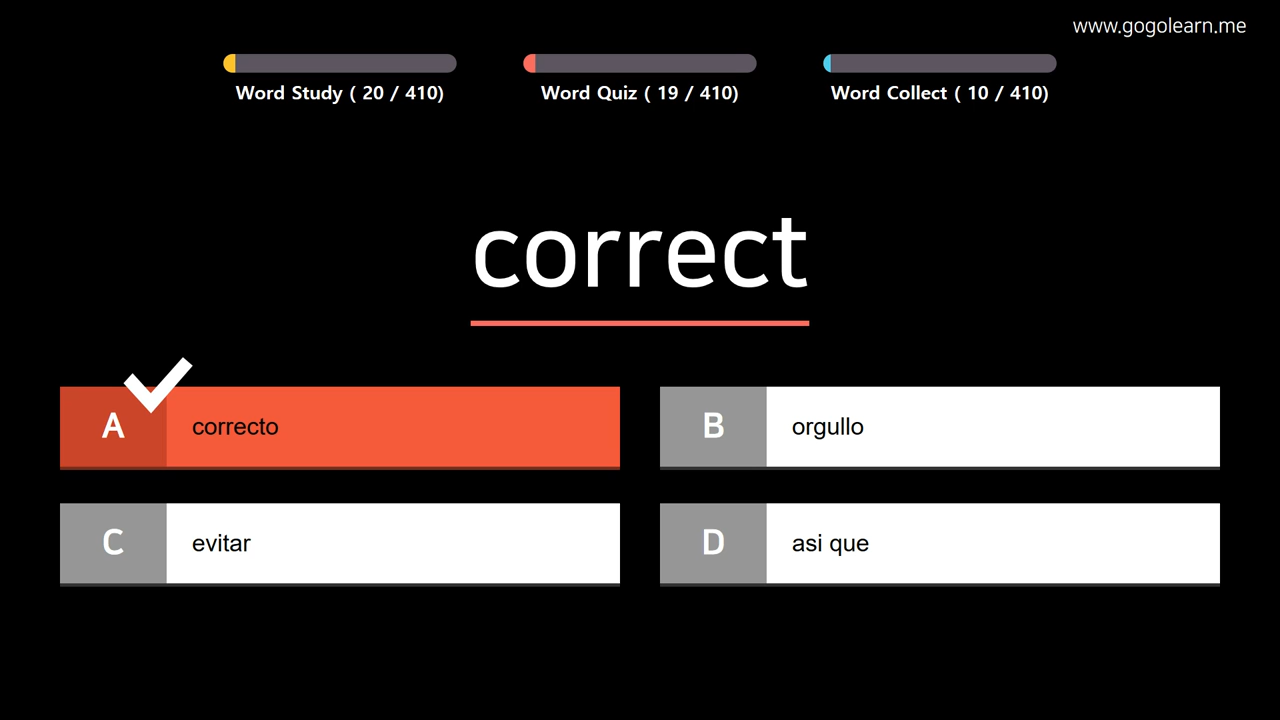 www.gogolearn.me
Word Study ( 20 / 410)
Word Quiz ( 19 / 410)
Word Collect ( 10 / 410)
correct
A correcto
B orgullo
C evitar
D asi que